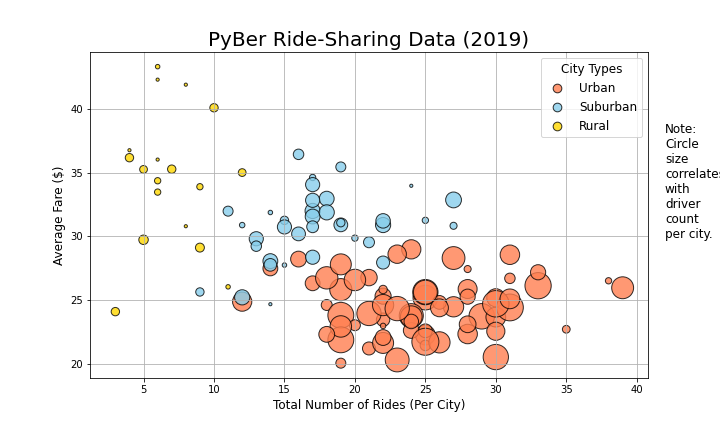 PyBer Ride-Sharing Data (2019)
City Types
Urban
Suburban
Rural
Note:
Circle
size
correlates
with
driver
count
per city.
Average Fare ($)
40
35
30
25
20
5 10 15 20 25 30 35 40
Total Number of Rides (Per City)